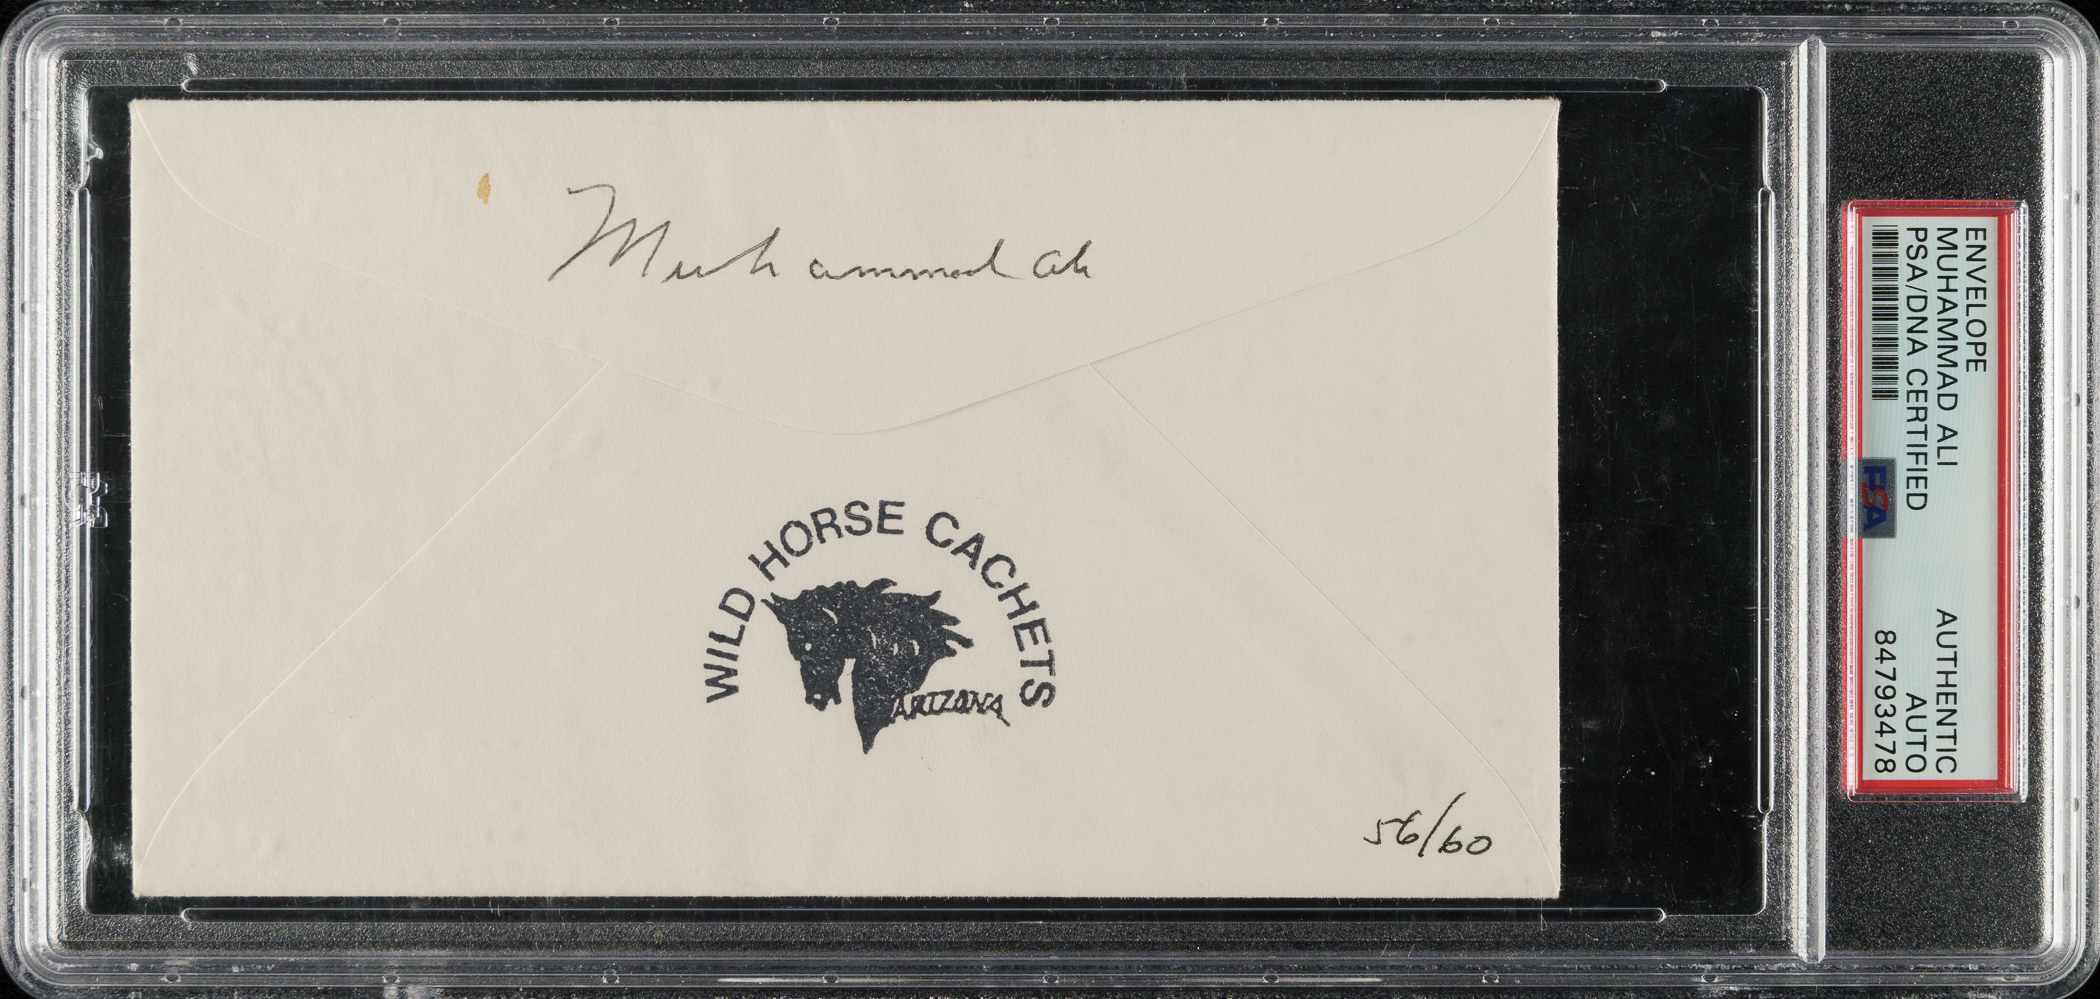 Muhammad Ali
WILD HORSE CACHETS
ARIZONA
56/60
ENVELOPE
MUHAMMAD ALI AUTHENTIC
PSA/DNA CERTIFIED AUTO
84793478
PSA